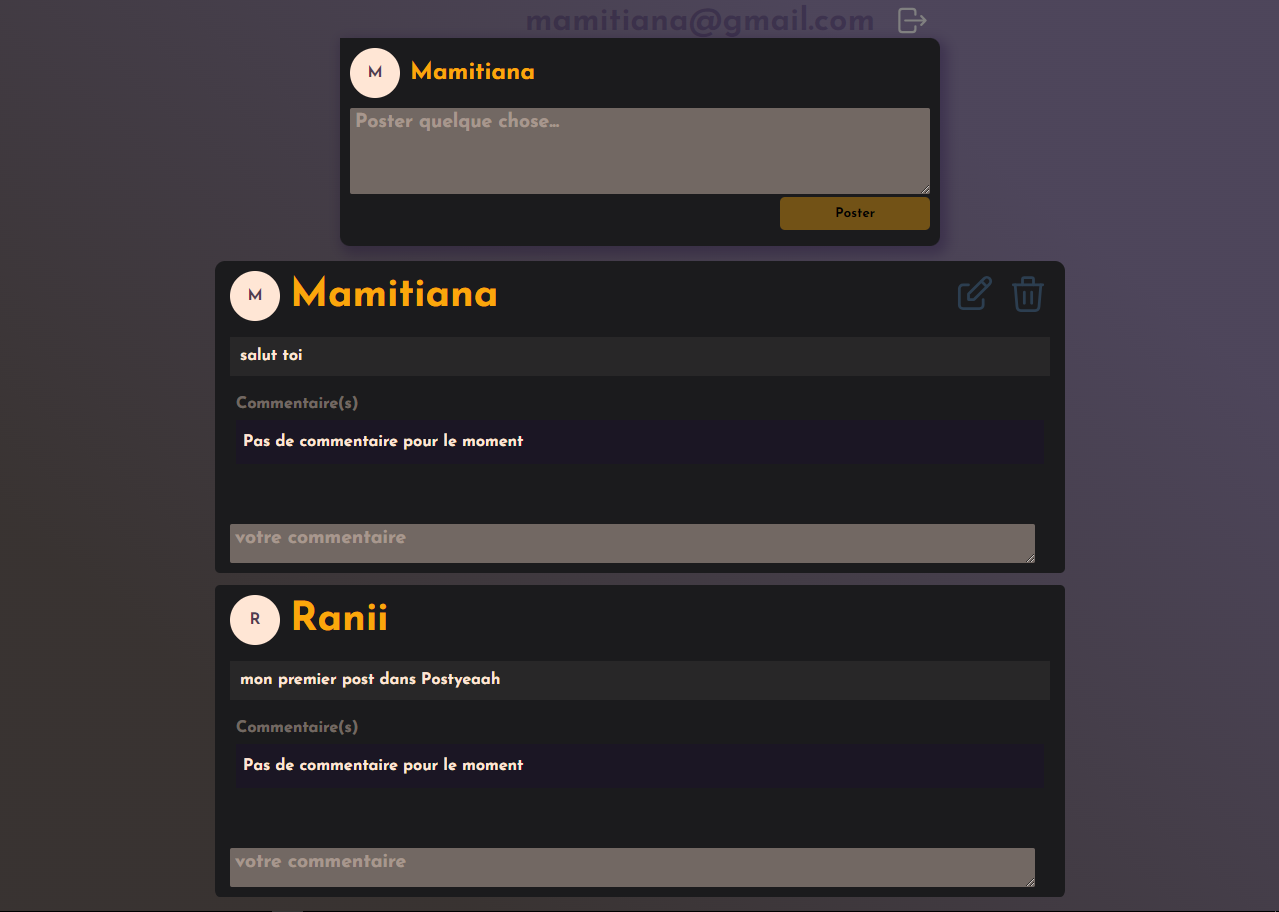 mamitiana@gmail.com
M Mamitiana
Poster quelque chose...
Poster
M Mamitiana
salut toi
Commentaire(s)
Pas de commentaire pour le moment
votre commentaire
R Ranii
mon premier post dans Postyeaah
Commentaire(s)
Pas de commentaire pour le moment
votre commentaire